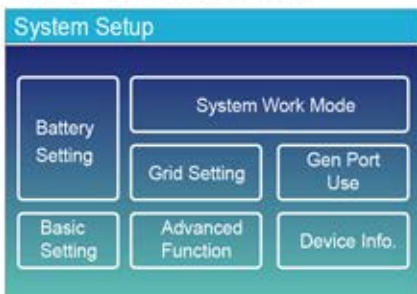 System Setup
Battery
Setting
System Work Mode
Grid Setting
Gen Port
Use
Basic
Setting
Advanced
Function
Device Info.